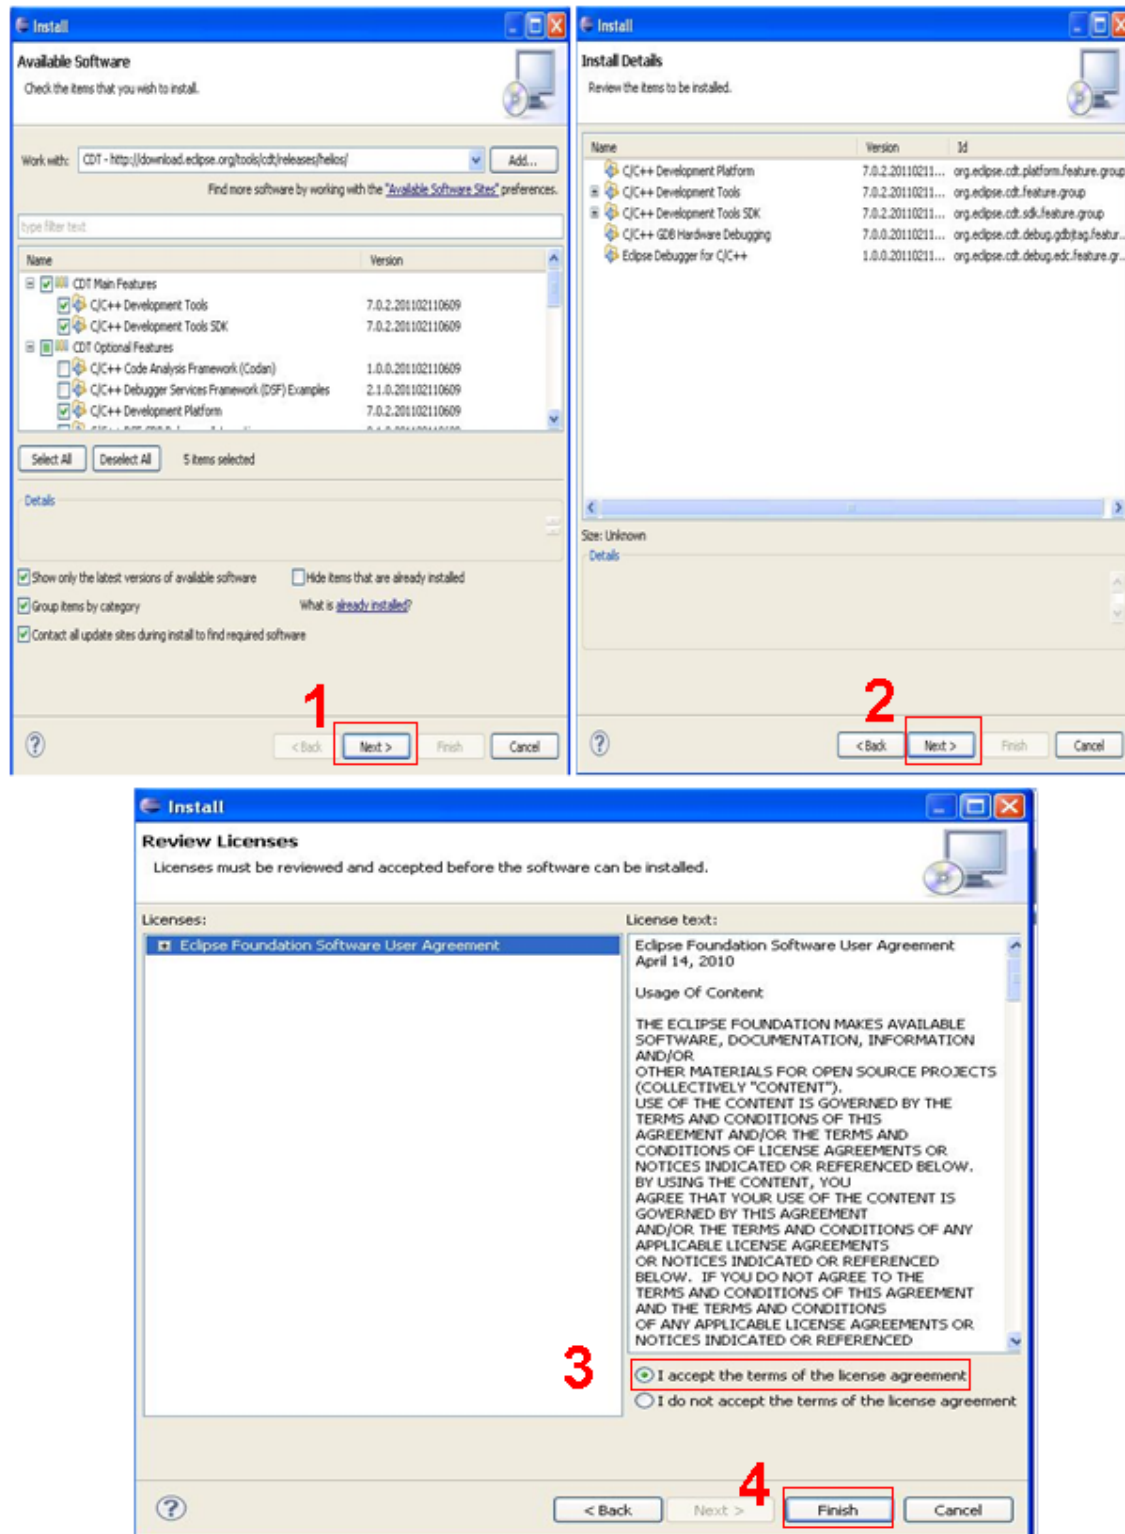 Install
Available Software
Check the items that you wish to install.
Work with: CDT - http://download.eclipse.org/tools/cdt/releases/helios/ Add...
Find more software by working with the "Available Software Sites" preferences.
type filter text
Name Version
CDT Main Features
C/C++ Development Tools 7.0.2.201102110609
C/C++ Development Tools SDK 7.0.2.201102110609
CDT Optional Features
C/C++ Code Analysis Framework (Codan) 1.0.0.201102110609
C/C++ Debugger Services Framework (DSF) Examples 2.1.0.201102110609
C/C++ Development Platform 7.0.2.201102110609
Select All Deselect All 5 items selected
Details
Show only the latest versions of available software Hide items that are already installed
Group items by category What is already installed?
Contact all update sites during install to find required software
1
< Back Next > Finish Cancel
Install
Install Details
Review the items to be installed.
Name Version Id
C/C++ Development Platform 7.0.2.20110211... org.eclipse.cdt.platform.feature.group
C/C++ Development Tools 7.0.2.20110211... org.eclipse.cdt.feature.group
C/C++ Development Tools SDK 7.0.2.20110211... org.eclipse.cdt.sdk.feature.group
C/C++ GDB Hardware Debugging 7.0.0.20110211... org.eclipse.cdt.debug.gdbjtag.featur...
Eclipse Debugger for C/C++ 1.0.0.20110211... org.eclipse.cdt.debug.edc.feature.gr...
Size: Unknown
Details
2
< Back Next > Finish Cancel
Install
Review Licenses
Licenses must be reviewed and accepted before the software can be installed.
Licenses:
Eclipse Foundation Software User Agreement
License text:
Eclipse Foundation Software User Agreement
April 14, 2010
Usage Of Content
THE ECLIPSE FOUNDATION MAKES AVAILABLE
SOFTWARE, DOCUMENTATION, INFORMATION
AND/OR
OTHER MATERIALS FOR OPEN SOURCE PROJECTS
(COLLECTIVELY "CONTENT").
USE OF THE CONTENT IS GOVERNED BY THE
TERMS AND CONDITIONS OF THIS
AGREEMENT AND/OR THE TERMS AND
CONDITIONS OF LICENSE AGREEMENTS OR
NOTICES INDICATED OR REFERENCED BELOW.
BY USING THE CONTENT, YOU
AGREE THAT YOUR USE OF THE CONTENT IS
GOVERNED BY THIS AGREEMENT
AND/OR THE TERMS AND CONDITIONS OF ANY
APPLICABLE LICENSE AGREEMENTS
OR NOTICES INDICATED OR REFERENCED
BELOW. IF YOU DO NOT AGREE TO THE
TERMS AND CONDITIONS OF THIS AGREEMENT
AND THE TERMS AND CONDITIONS
OF ANY APPLICABLE LICENSE AGREEMENTS OR
NOTICES INDICATED OR REFERENCED
3
I accept the terms of the license agreement
I do not accept the terms of the license agreement
4
< Back Next > Finish Cancel